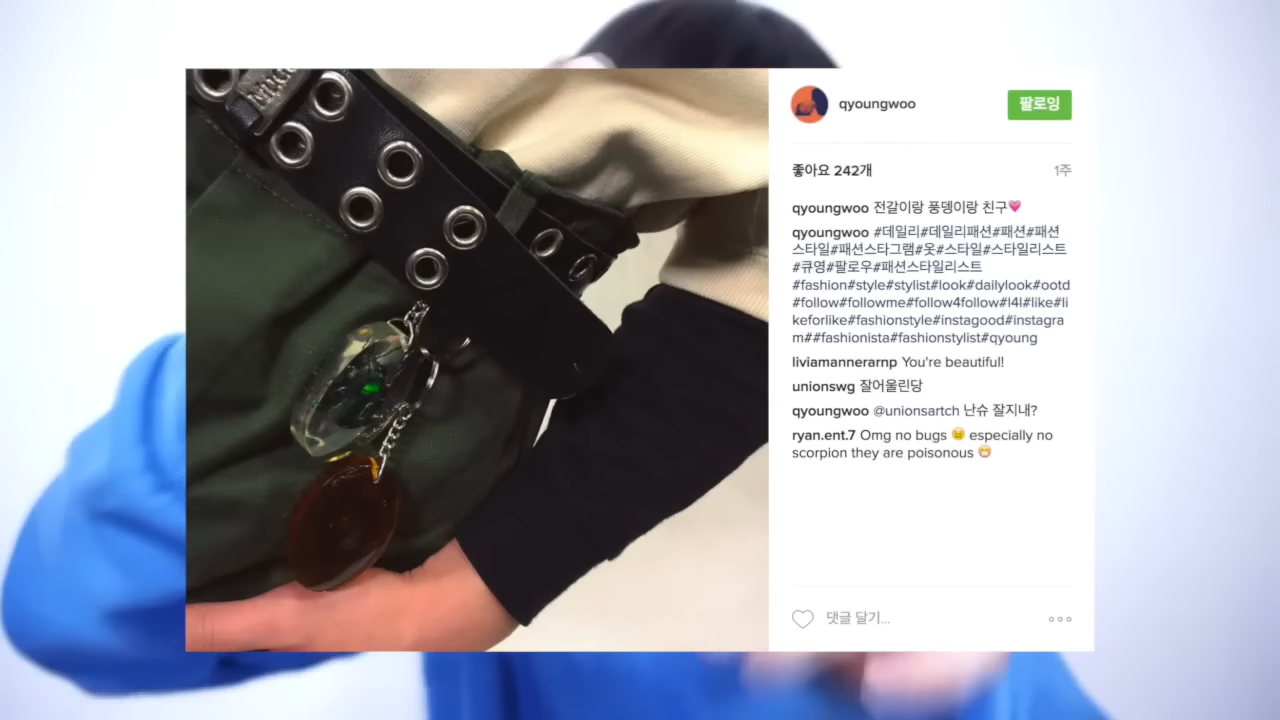 qyoungwoo
팔로잉
좋아요 242개
1주
qyoungwoo 전갈이랑 풍뎅이랑 친구💗
qyoungwoo #데일리#데일리패션#패션#패션
스타일#패션스타그램#옷#스타일#스타일리스트
#큐영#팔로우#패션스타일리스트
#fashion#style#stylist#look#dailylook#ootd
#follow#followme#follow4follow#l4l#like#li
keforlike#fashionstyle#instagood#instagra
m##fashionista#fashionstylist#qyoung
liviamannerarnp You're beautiful!
unionswg 잘어울린당
qyoungwoo @unionsartch 난슈 잘지내?
ryan.ent.7 Omg no bugs 😣 especially no
scorpion they are poisonous 😷
댓글 달기...